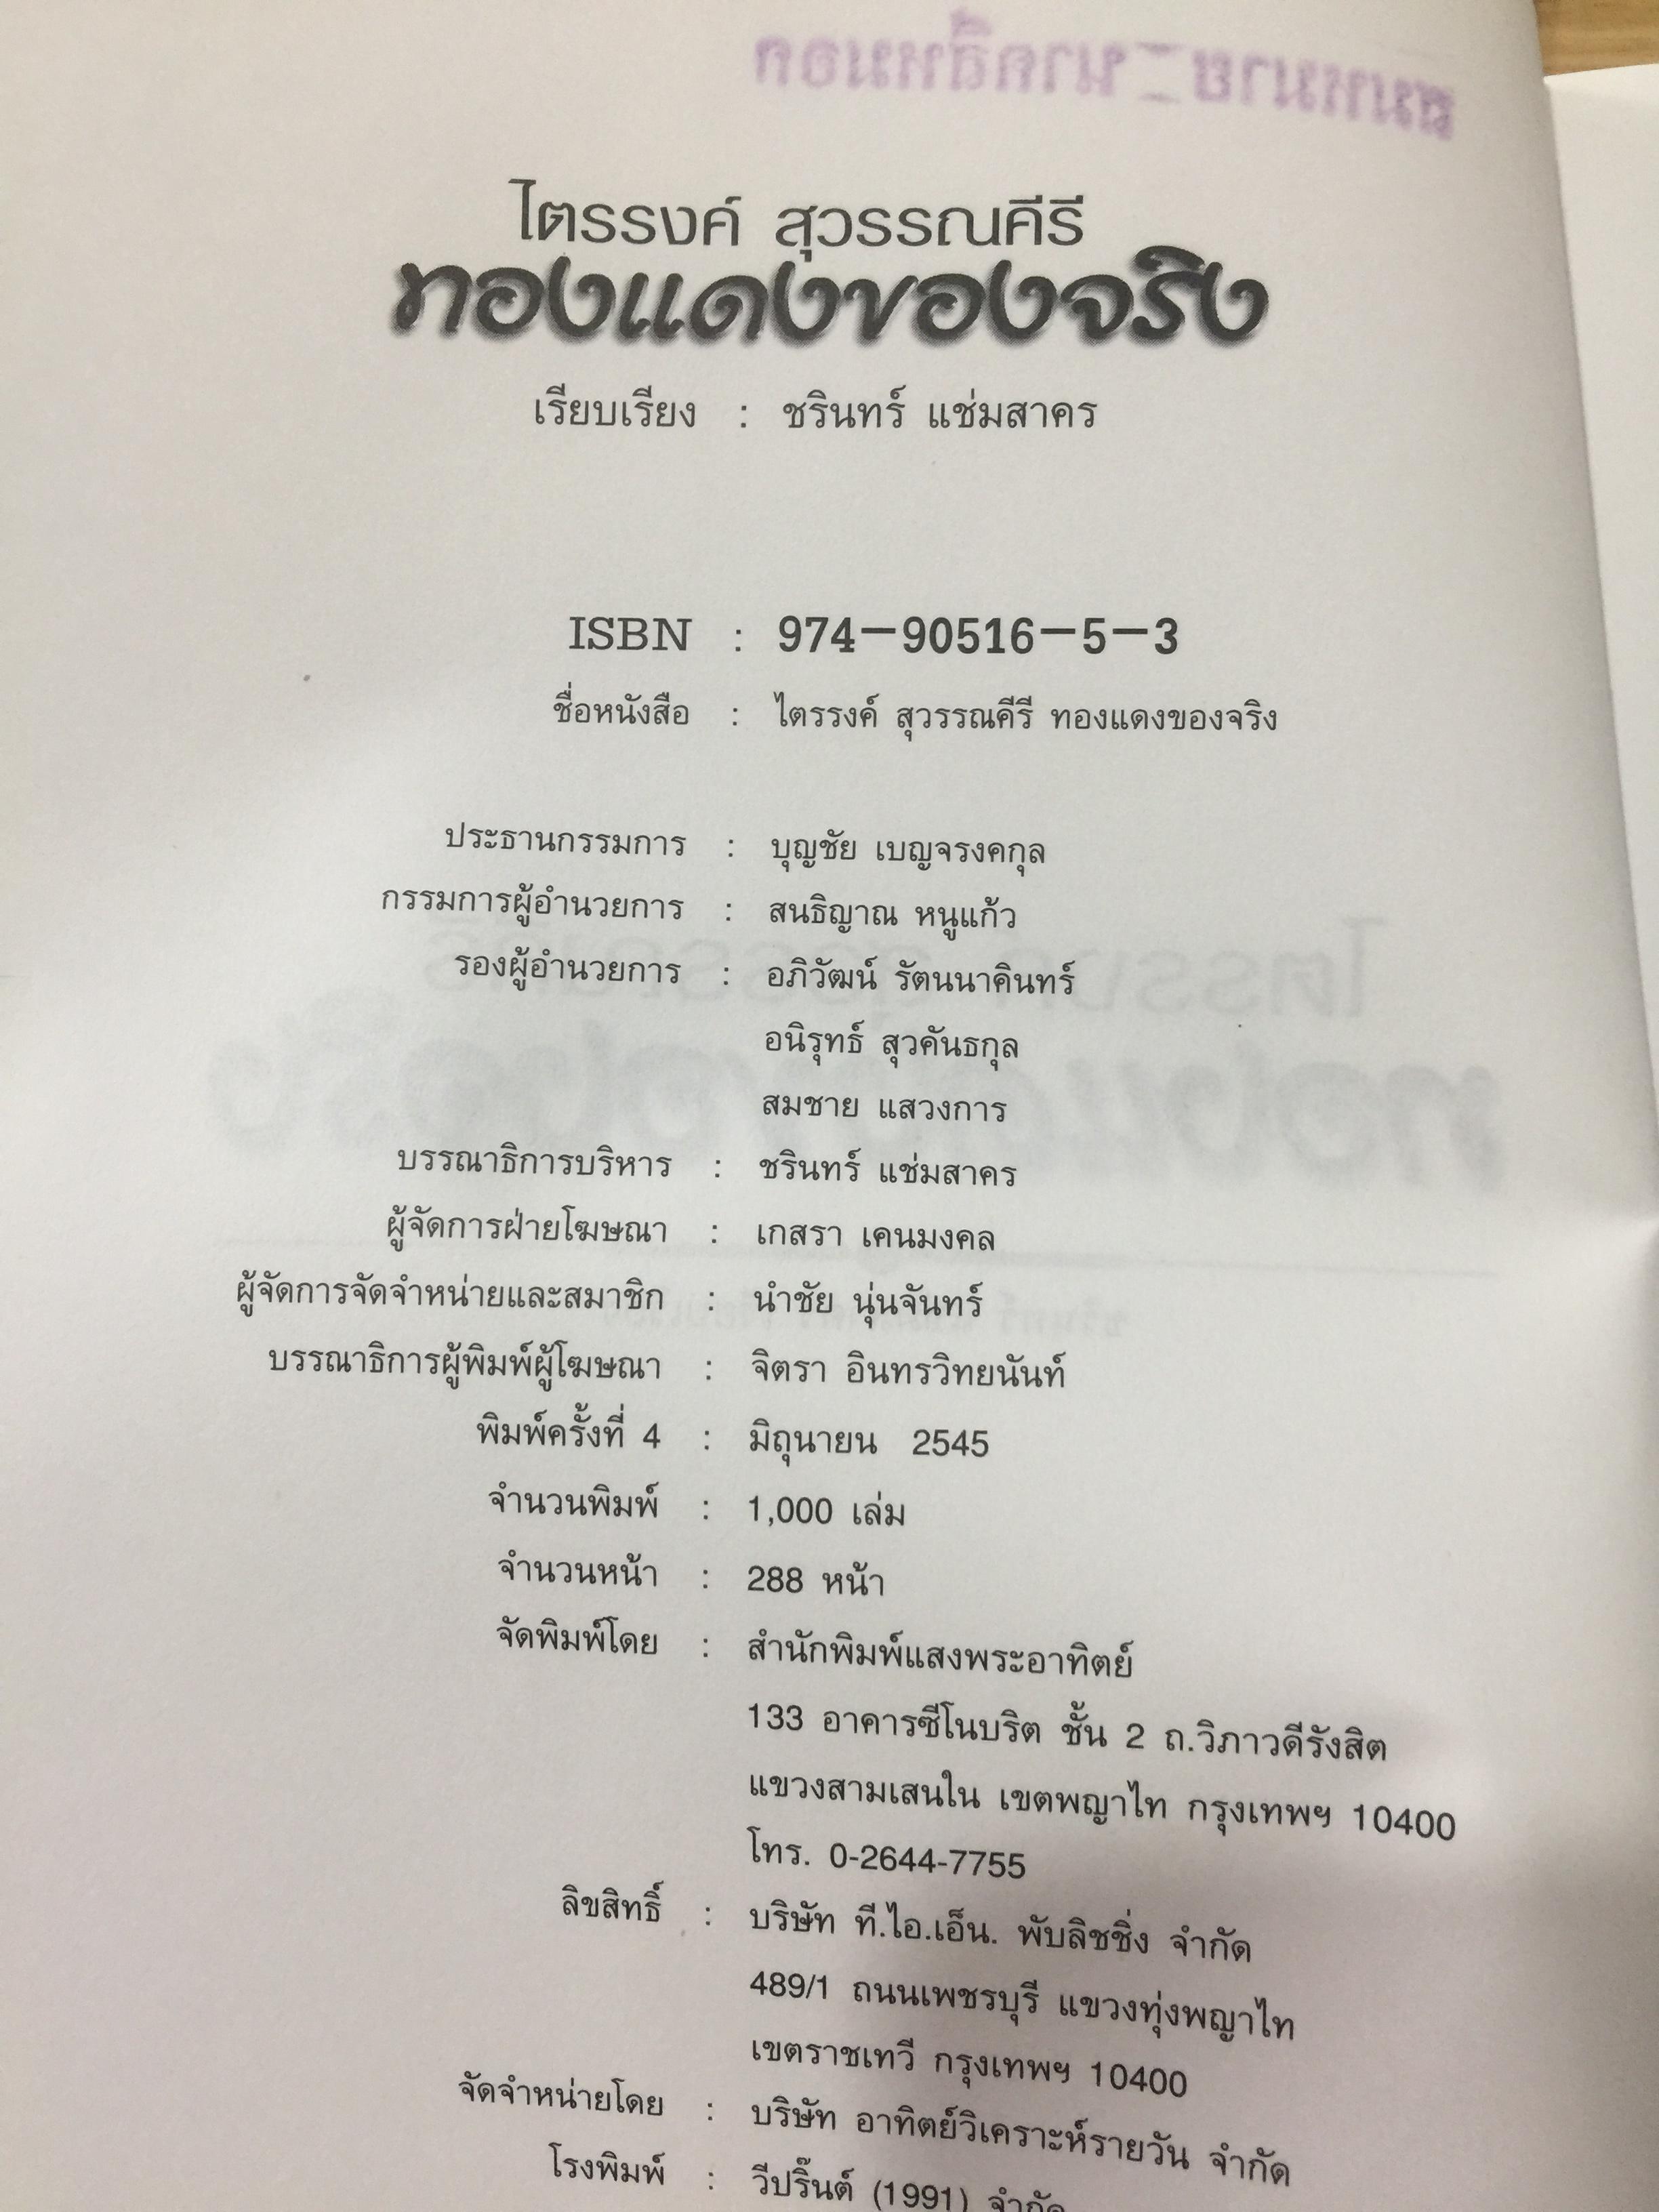 ไตรรงค์ สุวรรณคีรี
ทองแดงของจริง
เรียบเรียง : ชรินทร์ แช่มสาคร
ISBN : 974-90516-5-3
ชื่อหนังสือ : ไตรรงค์ สุวรรณคีรี ทองแดงของจริง
ประธานกรรมการ : บุญชัย เบญจรงคกุล
กรรมการผู้อำนวยการ : สนธิญาณ หนูแก้ว
รองผู้อำนวยการ : อภิวัฒน์ รัตนนาคินทร์
อนิรุทธ์ สุวคันธกุล
สมชาย แสวงการ
บรรณาธิการบริหาร : ชรินทร์ แช่มสาคร
ผู้จัดการฝ่ายโฆษณา : เกสรา เคนมงคล
ผู้จัดการจัดจำหน่ายและสมาชิก : นำชัย นุ่นจันทร์
บรรณาธิการผู้พิมพ์ผู้โฆษณา : จิตรา อินทรวิทยนันท์
พิมพ์ครั้งที่ 4 : มิถุนายน 2545
จำนวนพิมพ์ : 1,000 เล่ม
จำนวนหน้า : 288 หน้า
จัดพิมพ์โดย : สำนักพิมพ์แสงพระอาทิตย์
133 อาคารซีโนบริต ชั้น 2 ถ.วิภาวดีรังสิต
แขวงสามเสนใน เขตพญาไท กรุงเทพฯ 10400
โทร. 0-2644-7755
ลิขสิทธิ์ : บริษัท ที.ไอ.เอ็น. พับลิชชิ่ง จำกัด
489/1 ถนนเพชรบุรี แขวงทุ่งพญาไท
เขตราชเทวี กรุงเทพฯ 10400
จัดจำหน่ายโดย : บริษัท อาทิตย์วิเคราะห์รายวัน จำกัด
โรงพิมพ์ : วีปริ๊นต์ (1991) จำกัด